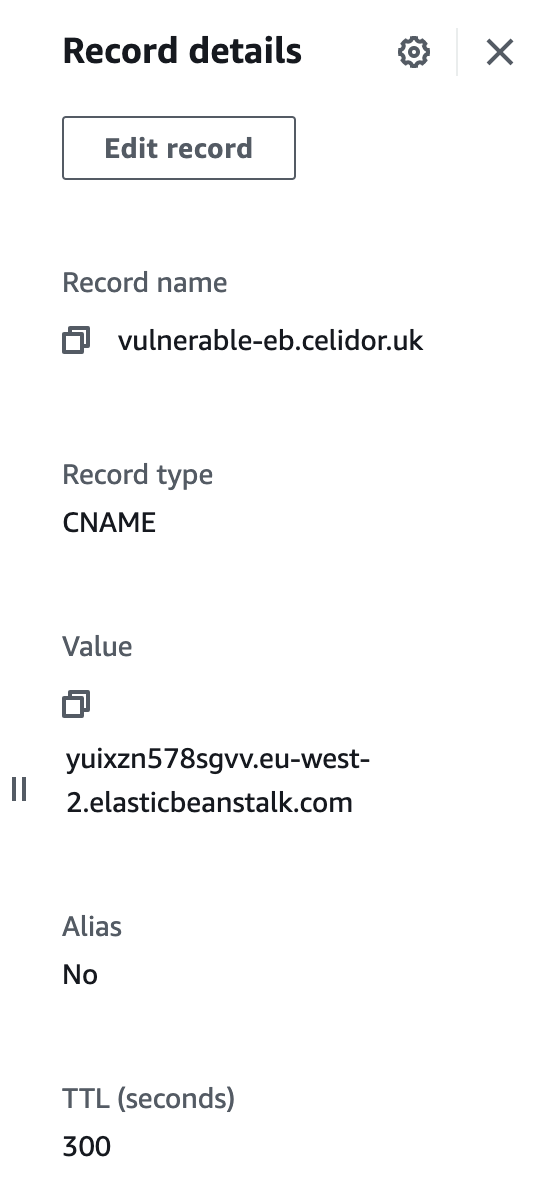 Record details
Edit record
Record name
vulnerable-eb.celidor.uk
Record type
CNAME
Value
yuixzn578sgvv.eu-west-
2.elasticbeanstalk.com
Alias
No
TTL (seconds)
300